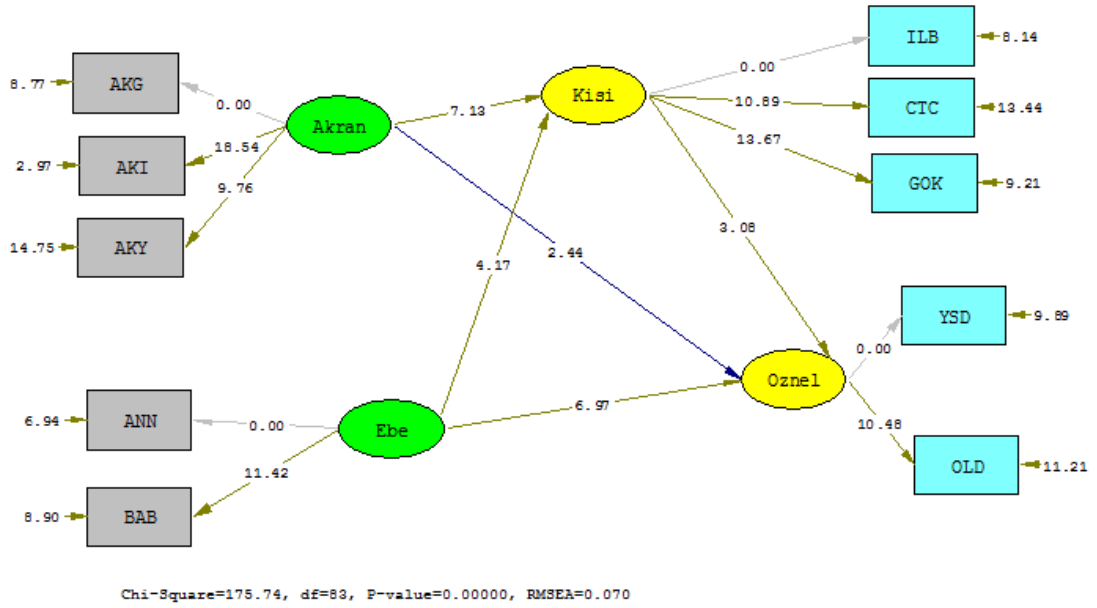 ILB
8.14
0.00
8.77
AKG
Kisi
0.00
7.13
10.89
CTC
13.44
Akran
13.67
18.54
2.97
AKI
GOK
9.21
9.76
3.08
14.75
AKY
2.44
4.17
YSD
9.89
0.00
Oznel
6.97
6.94
ANN
0.00
Ebe
10.48
11.42
OLD
11.21
8.90
BAB
Chi-Square=175.74, df=83, P-value=0.00000, RMSEA=0.070